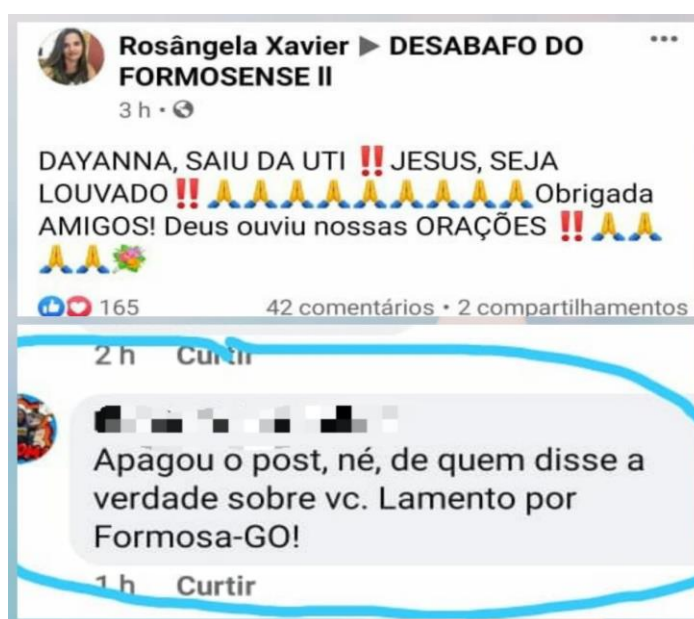 Rosângela Xavier ▶ DESABAFO DO
FORMOSENSE ll
3 h ·
DAYANNA, SAIU DA UTI ‼️JESUS, SEJA
LOUVADO‼️🙏🙏🙏🙏🙏🙏🙏🙏🙏Obrigada
AMIGOS! Deus ouviu nossas ORAÇÕES ‼️🙏🙏
🙏🙏💐
165 42 comentários • 2 compartilhamentos
2 h Curtir
Apagou o post, né, de quem disse a
verdade sobre vc. Lamento por
Formosa-GO!
1 h Curtir